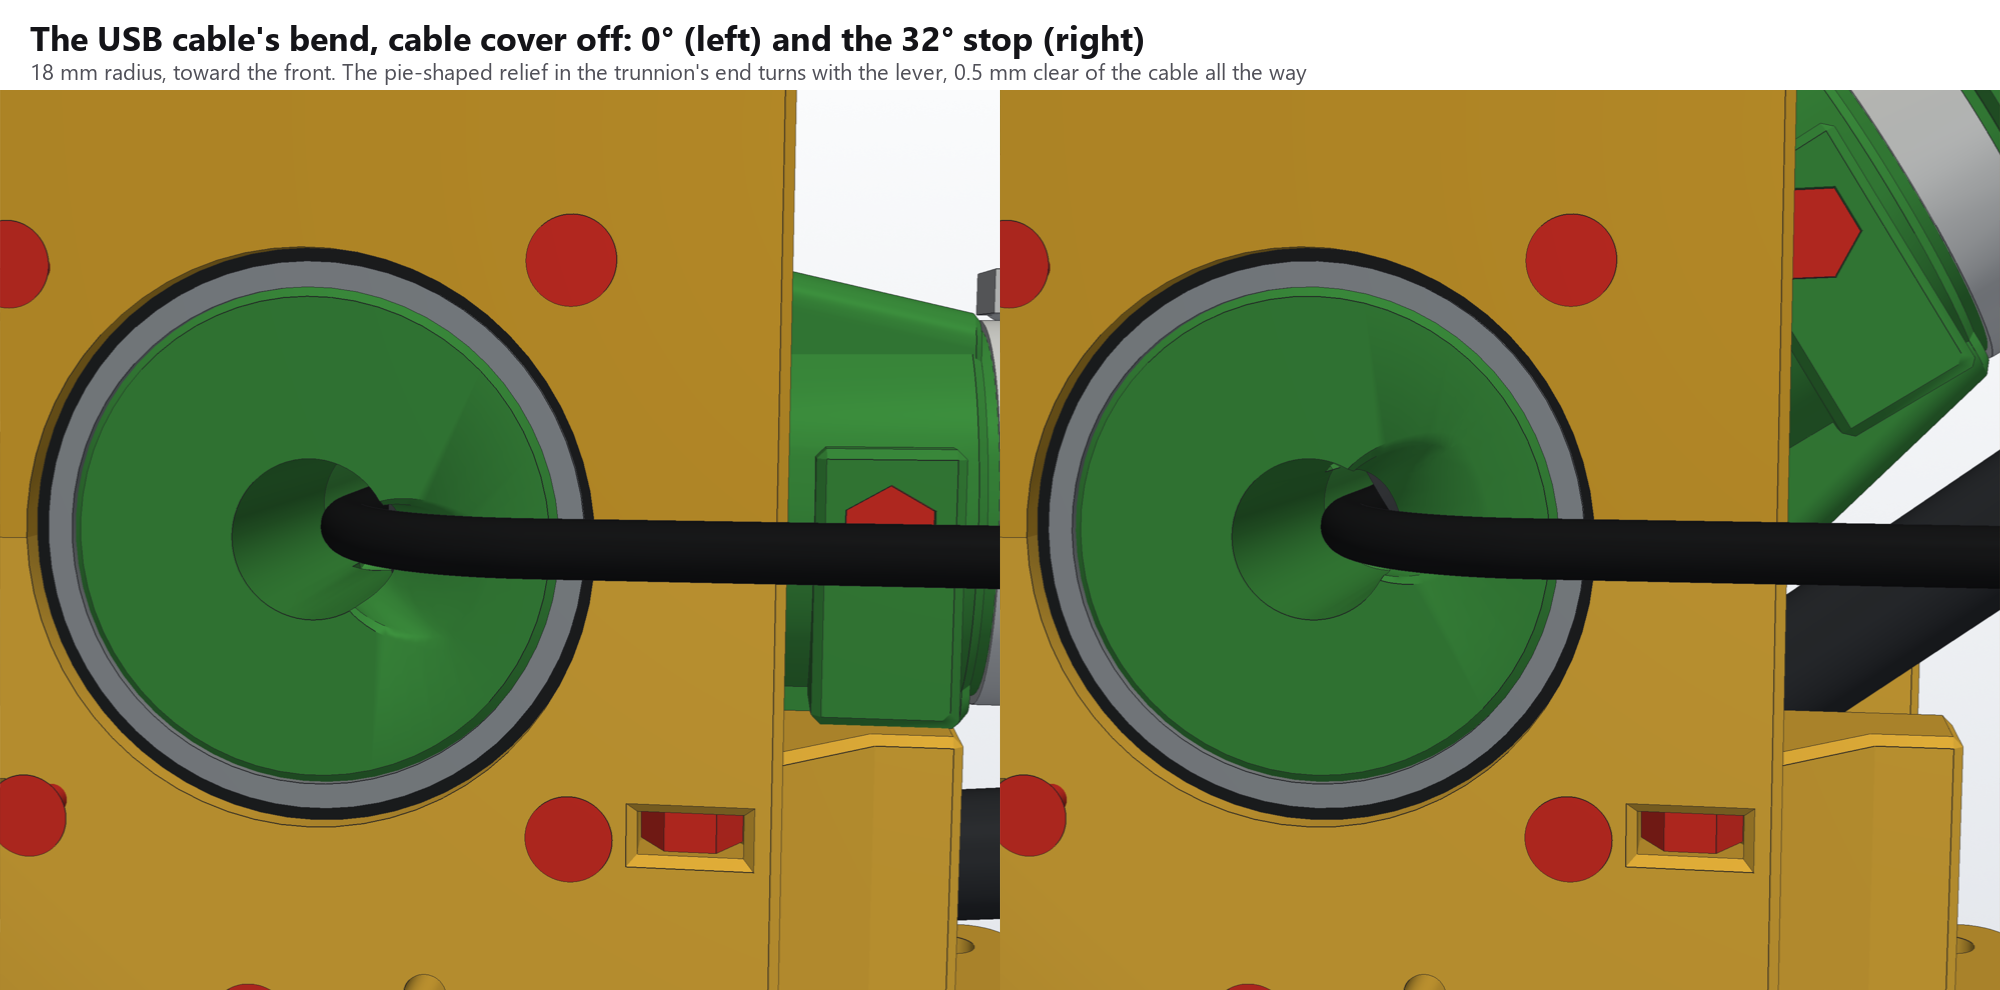 The USB cable's bend, cable cover off: 0° (left) and the 32° stop (right)
18 mm radius, toward the front. The pie-shaped relief in the trunnion's end turns with the lever, 0.5 mm clear of the cable all the way